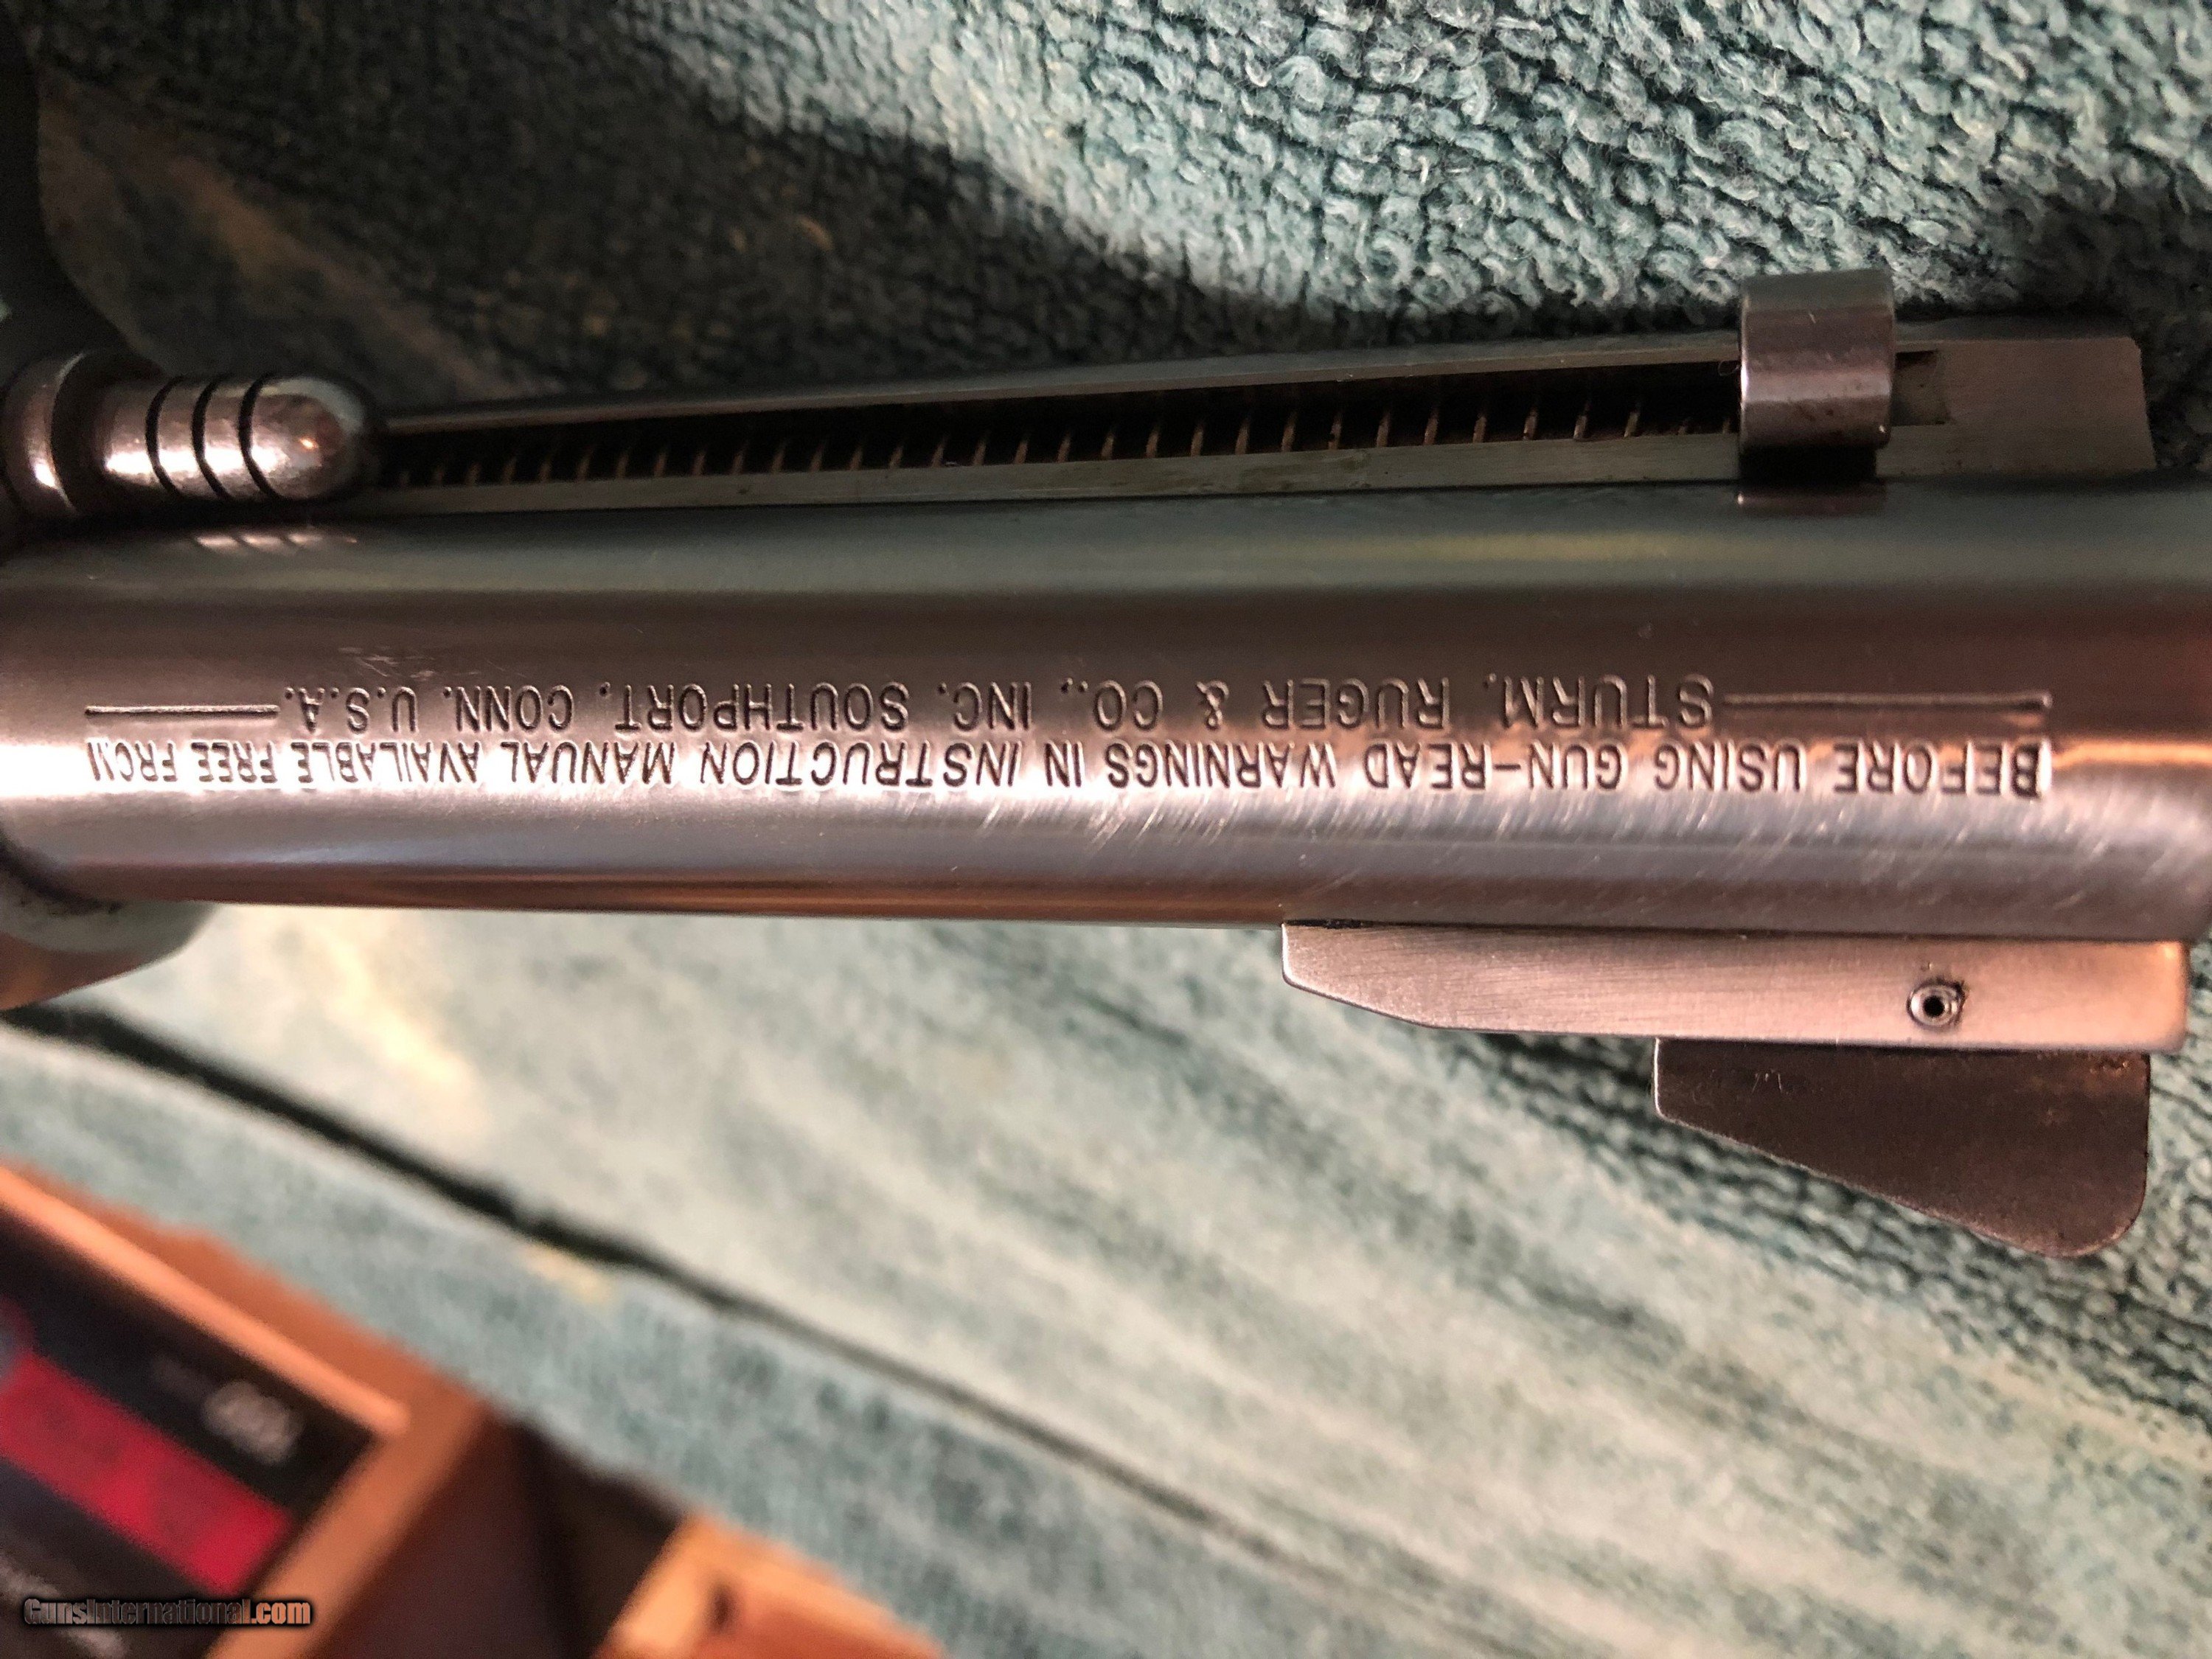 BEFORE USING GUN-READ WARNINGS IN INSTRUCTION MANUAL AVAILABLE FREE FROM
STURM, RUGER & CO., INC. SOUTHPORT, CONN. U.S.A.
GunsInternational.com